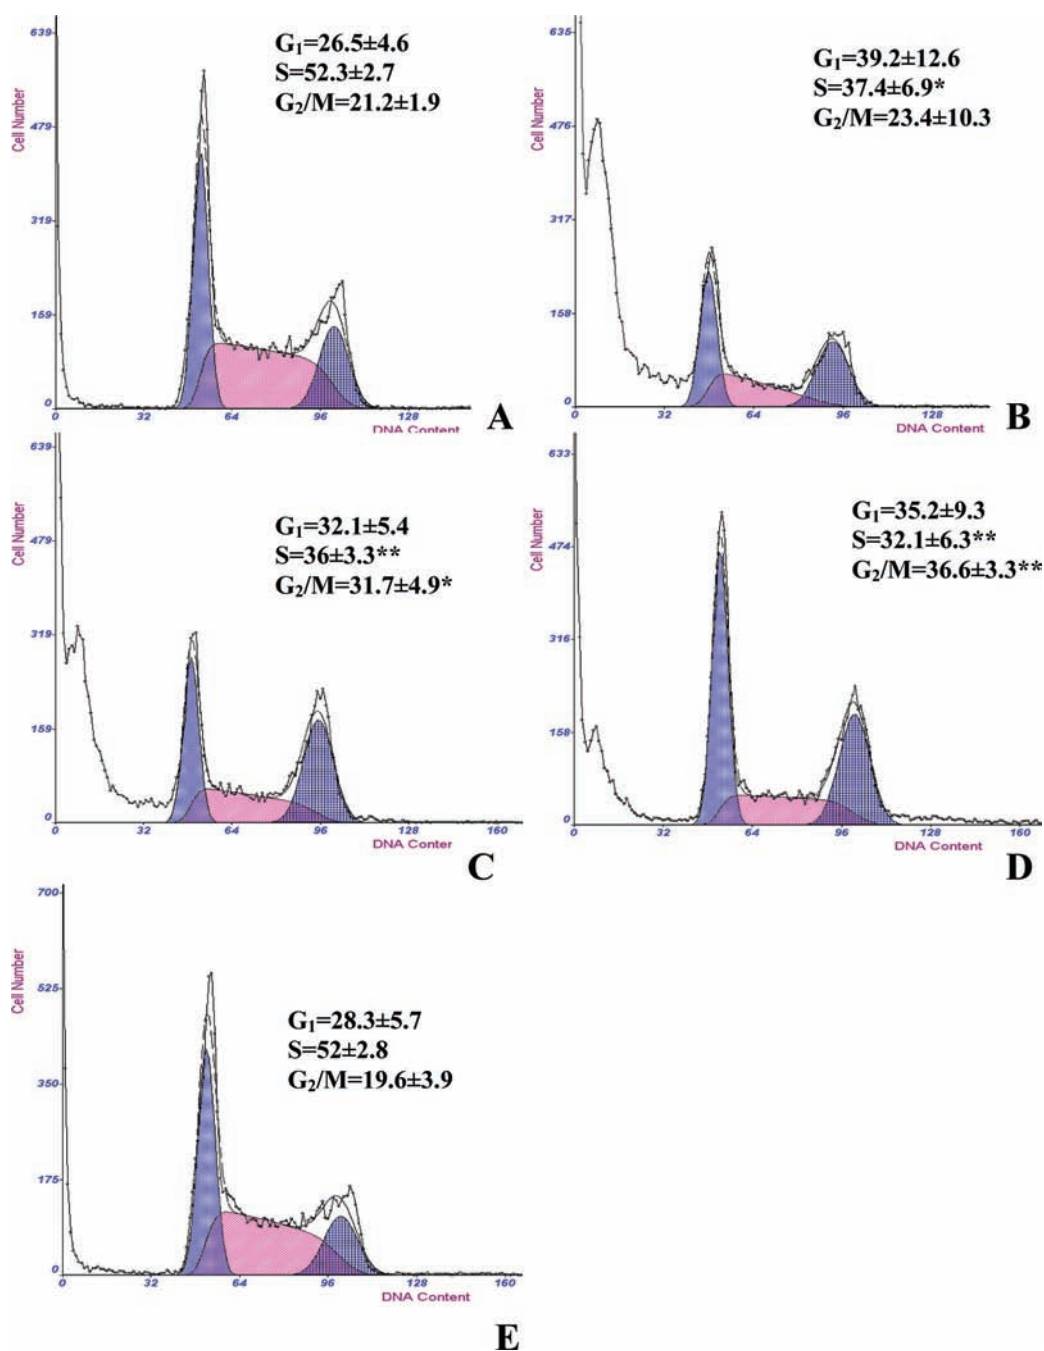 639
479
319
159
0
Cell Number
G₁=26.5±4.6
S=52.3±2.7
G₂/M=21.2±1.9
0 32 64 96 128
DNA Content
A
635
476
317
158
0
Cell Number
G₁=39.2±12.6
S=37.4±6.9*
G₂/M=23.4±10.3
0 32 64 96 128
DNA Content
B
639
479
319
159
0
Cell Number
G₁=32.1±5.4
S=36±3.3**
G₂/M=31.7±4.9*
0 32 64 96 128 160
DNA Conter
C
633
474
316
158
0
Cell Number
G₁=35.2±9.3
S=32.1±6.3**
G₂/M=36.6±3.3**
0 32 64 96 128 160
DNA Content
D
700
525
350
175
0
Cell Number
G₁=28.3±5.7
S=52±2.8
G₂/M=19.6±3.9
0 32 64 96 128 160
DNA Content
E